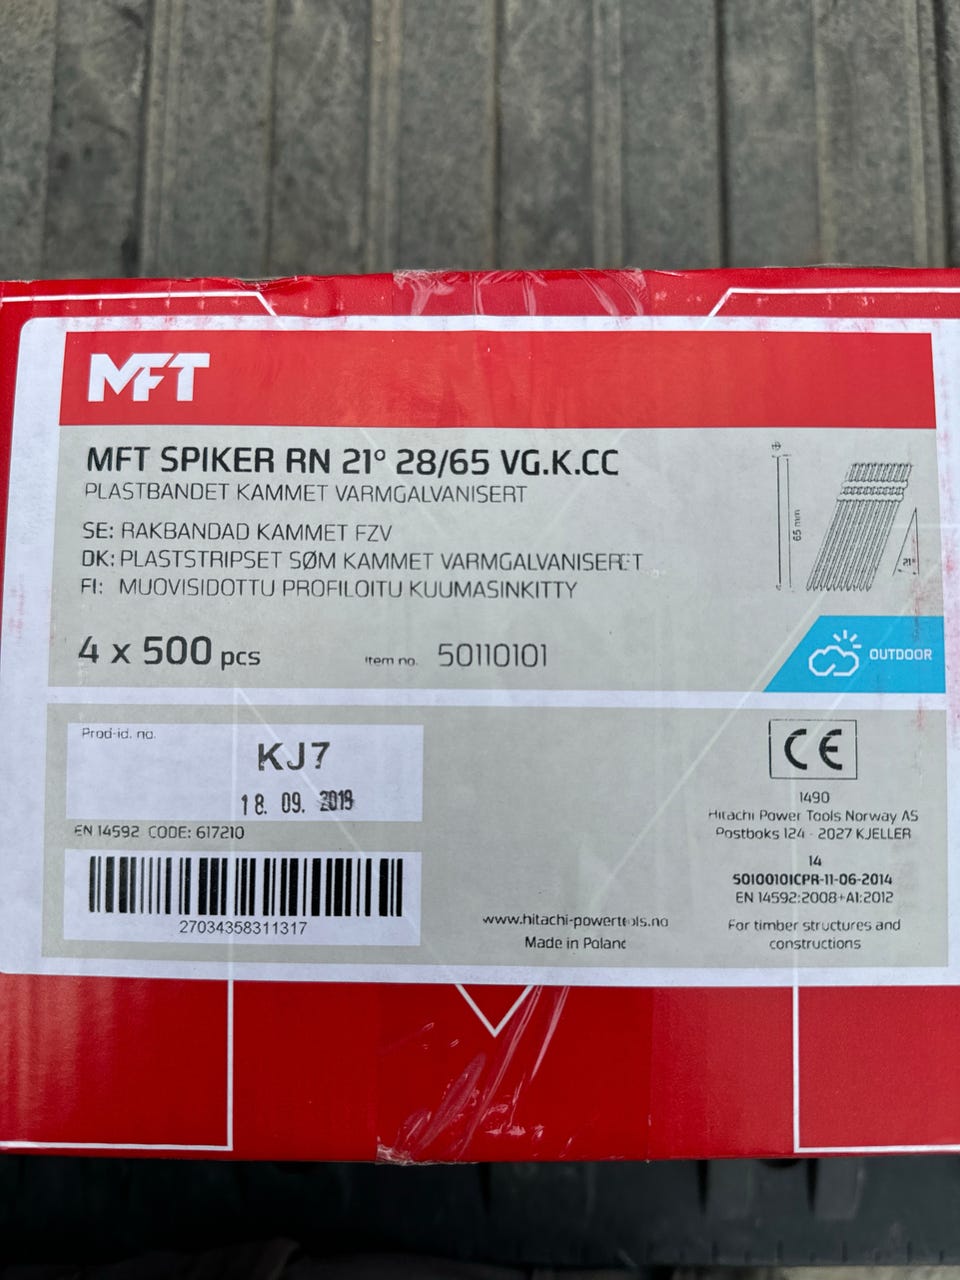 MFT
MFT SPIKER RN 21° 28/65 VG.K.CC
PLASTBANDET KAMMET VARMGALVANISERT
SE: RAKBANDAD KAMMET FZV
DK: PLASTSTRIPSET SØM KAMMET VARMGALVANISERET
FI: MUOVISIDOTTU PROFILOITU KUUMASINKITTY
65 mm
21°
4 x 500 pcs
Item no. 50110101
OUTDOOR
Prod-id. no.
KJ7
18. 09. 2019
EN 14592 CODE: 617210
27034358311317
www.hitachi-powertools.no
Made in Poland
CE
1490
Hitachi Power Tools Norway AS
Postboks 124 - 2027 KJELLER
14
50100101CPR-11-06-2014
EN 14592:2008+A1:2012
For timber structures and
constructions